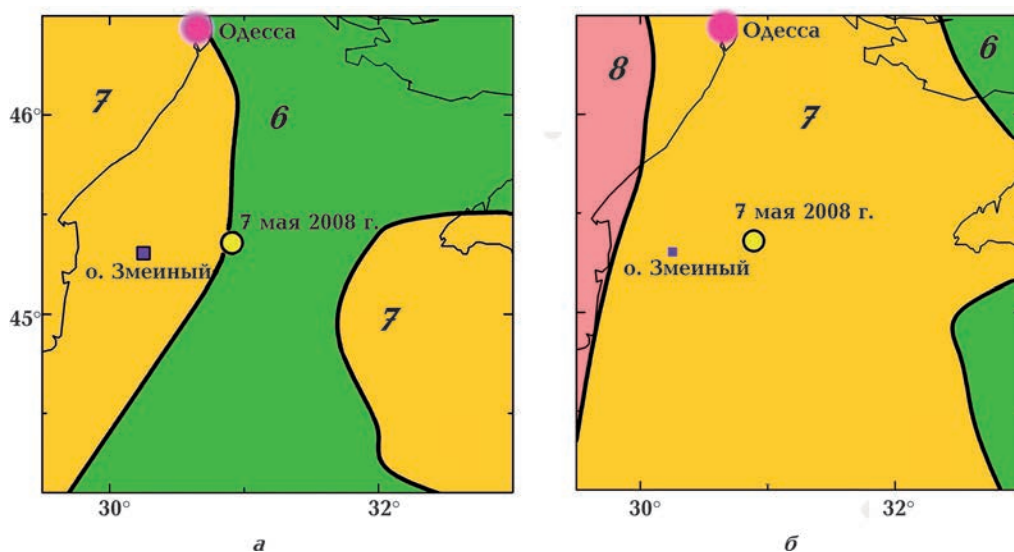 Одесса
7
6
46°
7 мая 2008 г.
о. Змеиный
45°
7
30°
32°
а
Одесса
6
8
7
7 мая 2008 г.
о. Змеиный
30°
32°
б